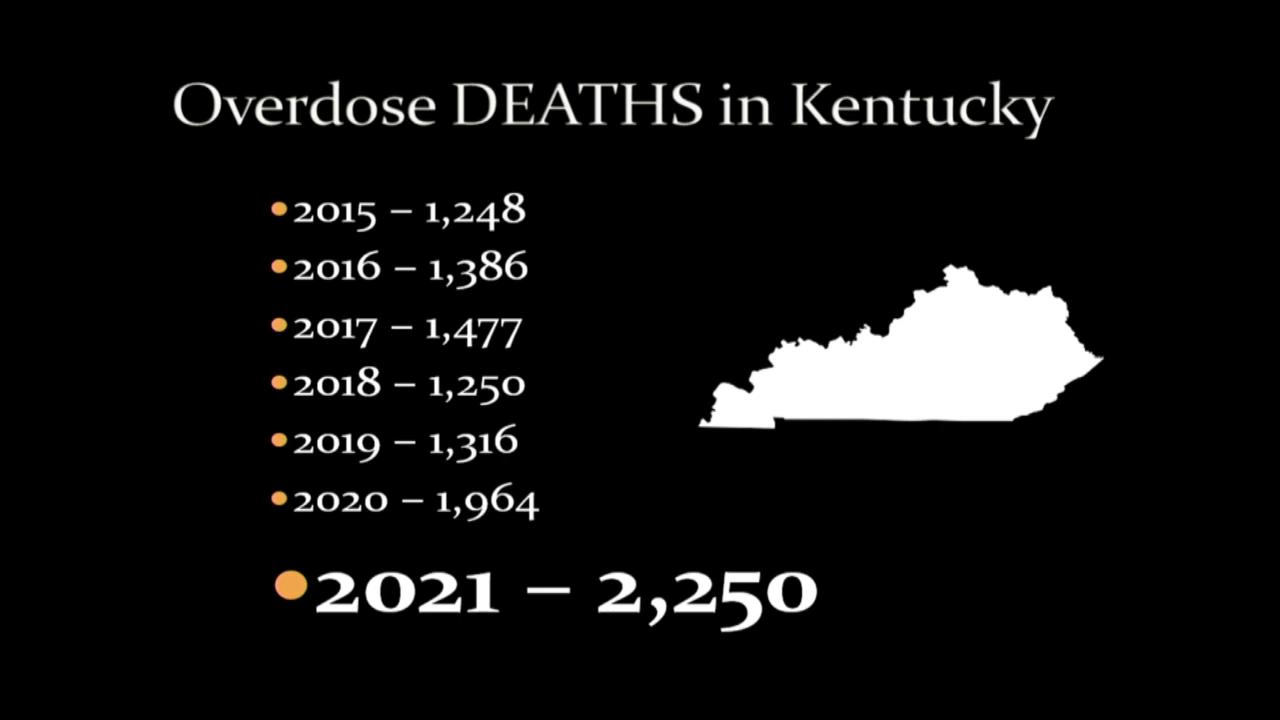 Overdose DEATHS in Kentucky
•2015 – 1,248
•2016 – 1,386
•2017 – 1,477
•2018 – 1,250
•2019 – 1,316
•2020 – 1,964
•2021 – 2,250